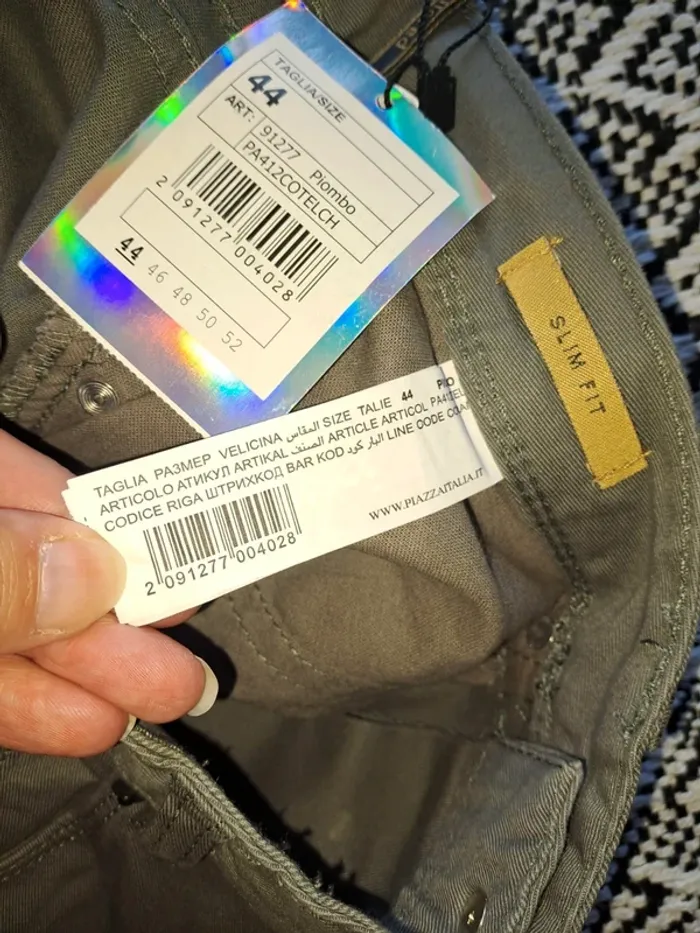 TAGLIA/SIZE
44
ART: 91277 Piombo
PA412COTELCH
2 091277 004028
44 46 48 50 52
SLIM FIT
TAGLIA РАЗМЕР VELICINA المقاس SIZE TALIE 44
ARTICOLO АТИКУЛ ARTIKAL الصنف ARTICLE ARTICOL
CODICE RIGA ШТРИХКОД BAR KOD البار كود LINE CODE
WWW.PIAZZAITALIA.IT
2 091277 004028